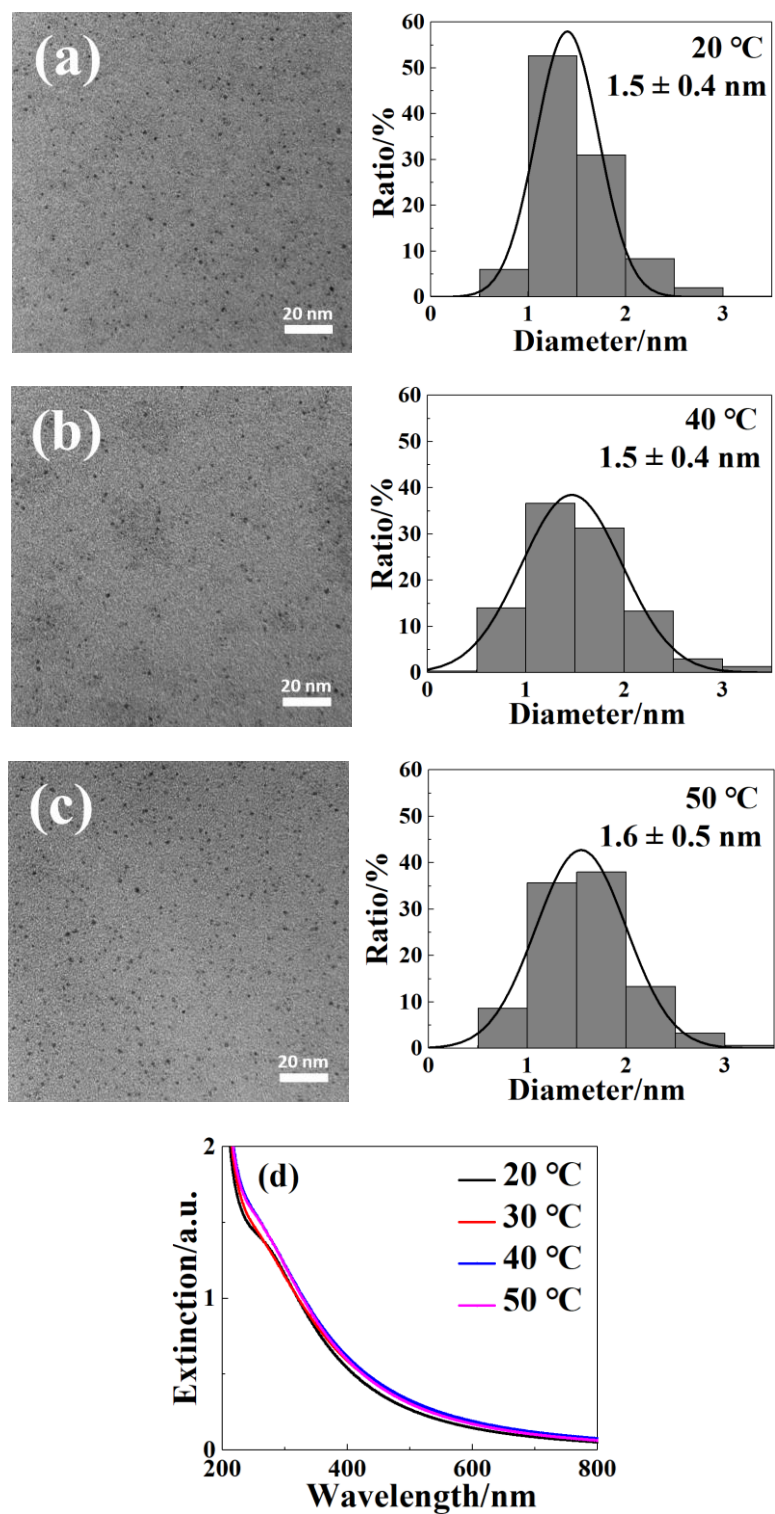 (a)
20 nm
60
50
40
30
20
10
0
Ratio/%
20 °C
1.5 ± 0.4 nm
0 1 2 3
Diameter/nm
(b)
20 nm
60
50
40
30
20
10
0
Ratio/%
40 °C
1.5 ± 0.4 nm
0 1 2 3
Diameter/nm
(c)
20 nm
60
50
40
30
20
10
0
Ratio/%
50 °C
1.6 ± 0.5 nm
0 1 2 3
Diameter/nm
(d)
2
1
0
Extinction/a.u.
20 °C
30 °C
40 °C
50 °C
200 400 600 800
Wavelength/nm